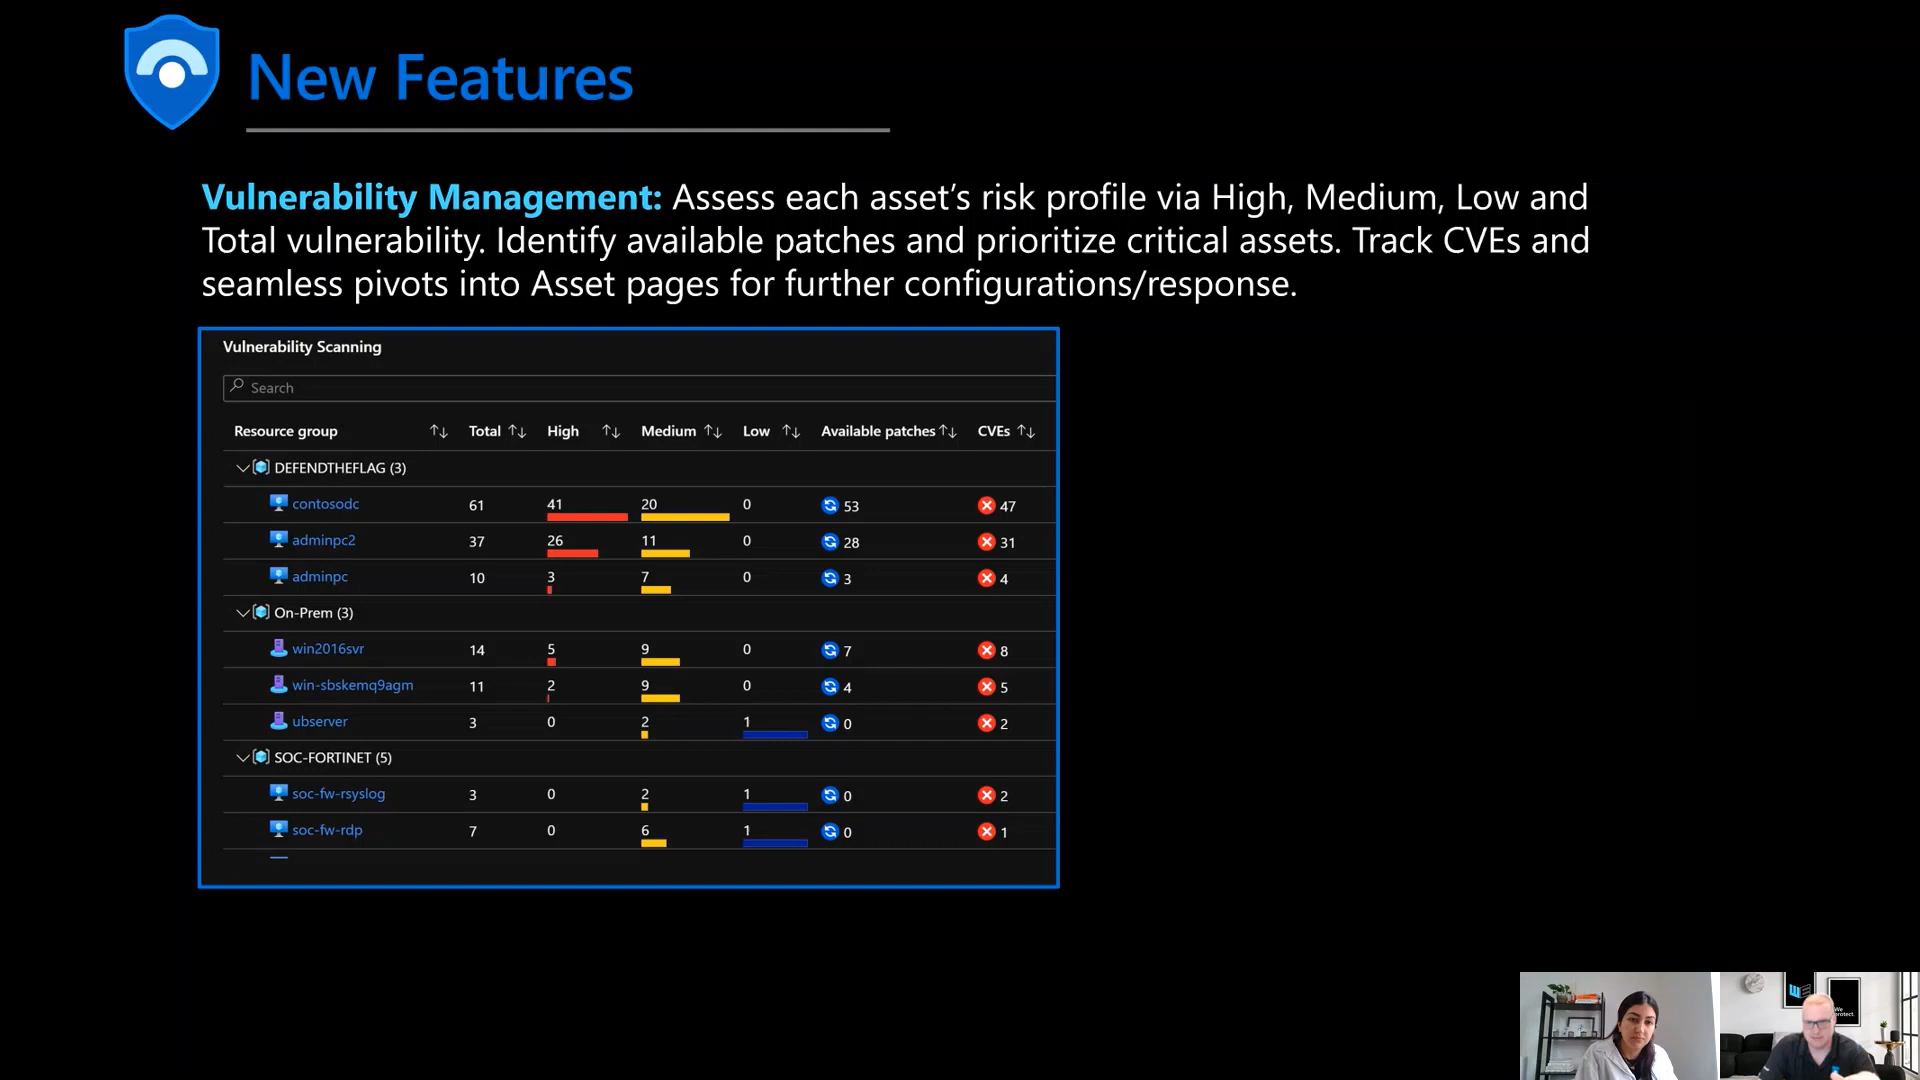 New Features
Vulnerability Management: Assess each asset’s risk profile via High, Medium, Low and
Total vulnerability. Identify available patches and prioritize critical assets. Track CVEs and
seamless pivots into Asset pages for further configurations/response.
Vulnerability Scanning
Search
Resource group Total High Medium Low Available patches CVEs
DEFENDTHEFLAG (3)
contosodc 61 41 20 0 53 47
adminpc2 37 26 11 0 28 31
adminpc 10 3 7 0 3 4
On-Prem (3)
win2016svr 14 5 9 0 7 8
win-sbskemq9agm 11 2 9 0 4 5
ubserver 3 0 2 1 0 2
SOC-FORTINET (5)
soc-fw-rsyslog 3 0 2 1 0 2
soc-fw-rdp 7 0 6 1 0 1
We
protect.